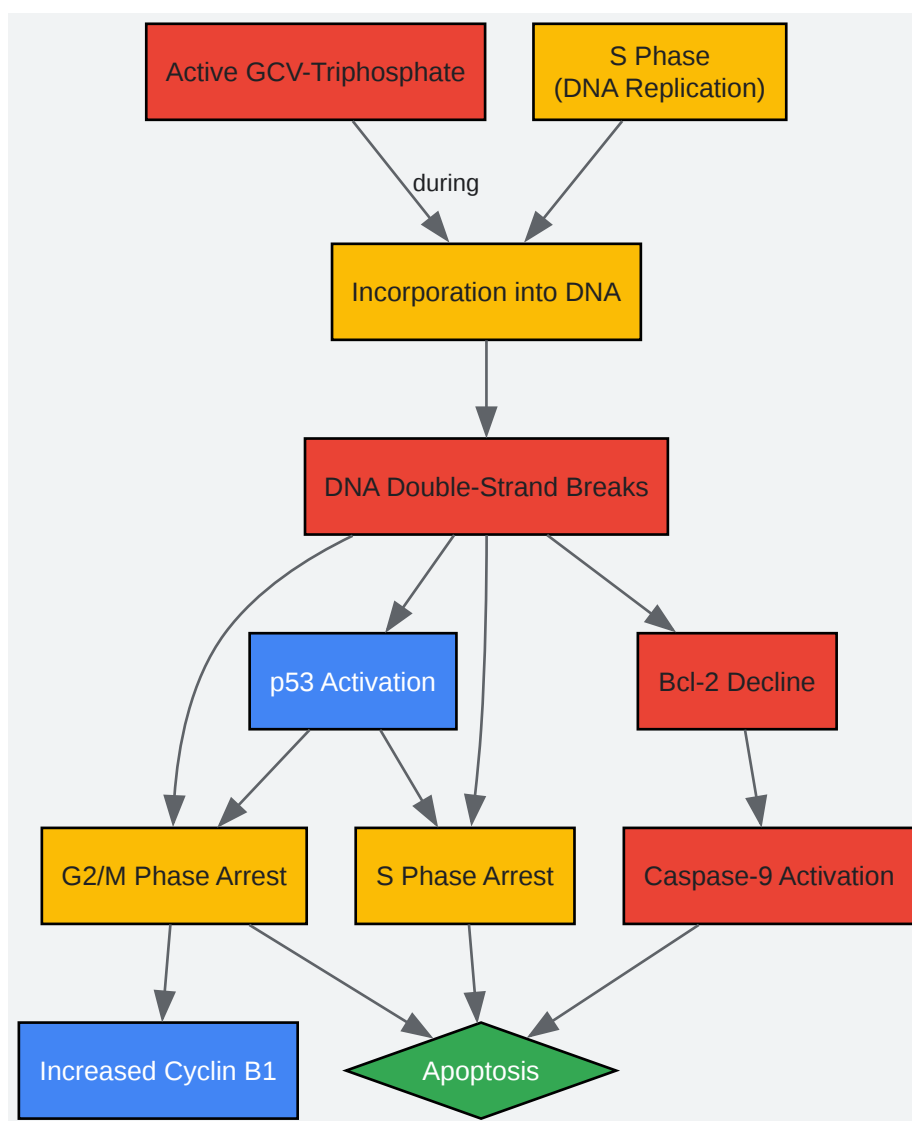 Active GCV-Triphosphate
S Phase
(DNA Replication)
during
Incorporation into DNA
DNA Double-Strand Breaks
p53 Activation
Bcl-2 Decline
G2/M Phase Arrest
S Phase Arrest
Caspase-9 Activation
Increased Cyclin B1
Apoptosis